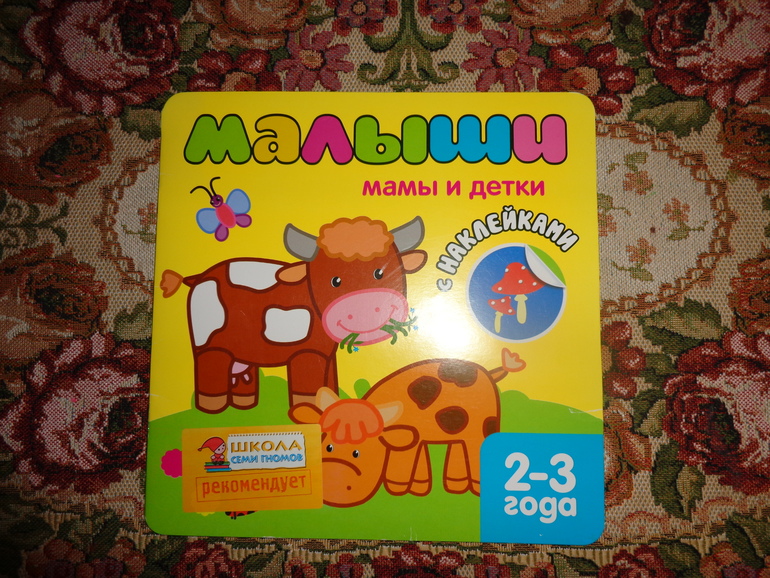 малыши
мамы и детки
с НАКЛЕЙКАМИ
ШКОЛА
СЕМИ ГНОМОВ
рекомендует
2-3
года